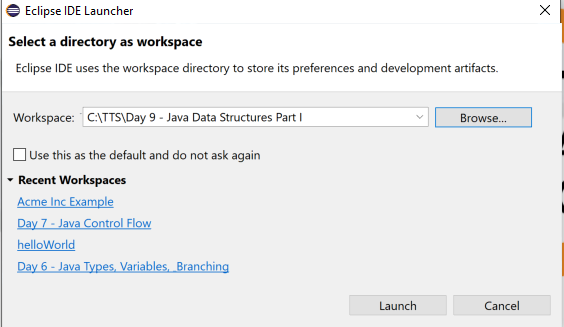 Eclipse IDE Launcher
Select a directory as workspace
Eclipse IDE uses the workspace directory to store its preferences and development artifacts.
Workspace: C:\TTS\Day 9 - Java Data Structures Part I Browse...
Use this as the default and do not ask again
Recent Workspaces
Acme Inc Example
Day 7 - Java Control Flow
helloWorld
Day 6 - Java Types, Variables, _Branching
Launch Cancel